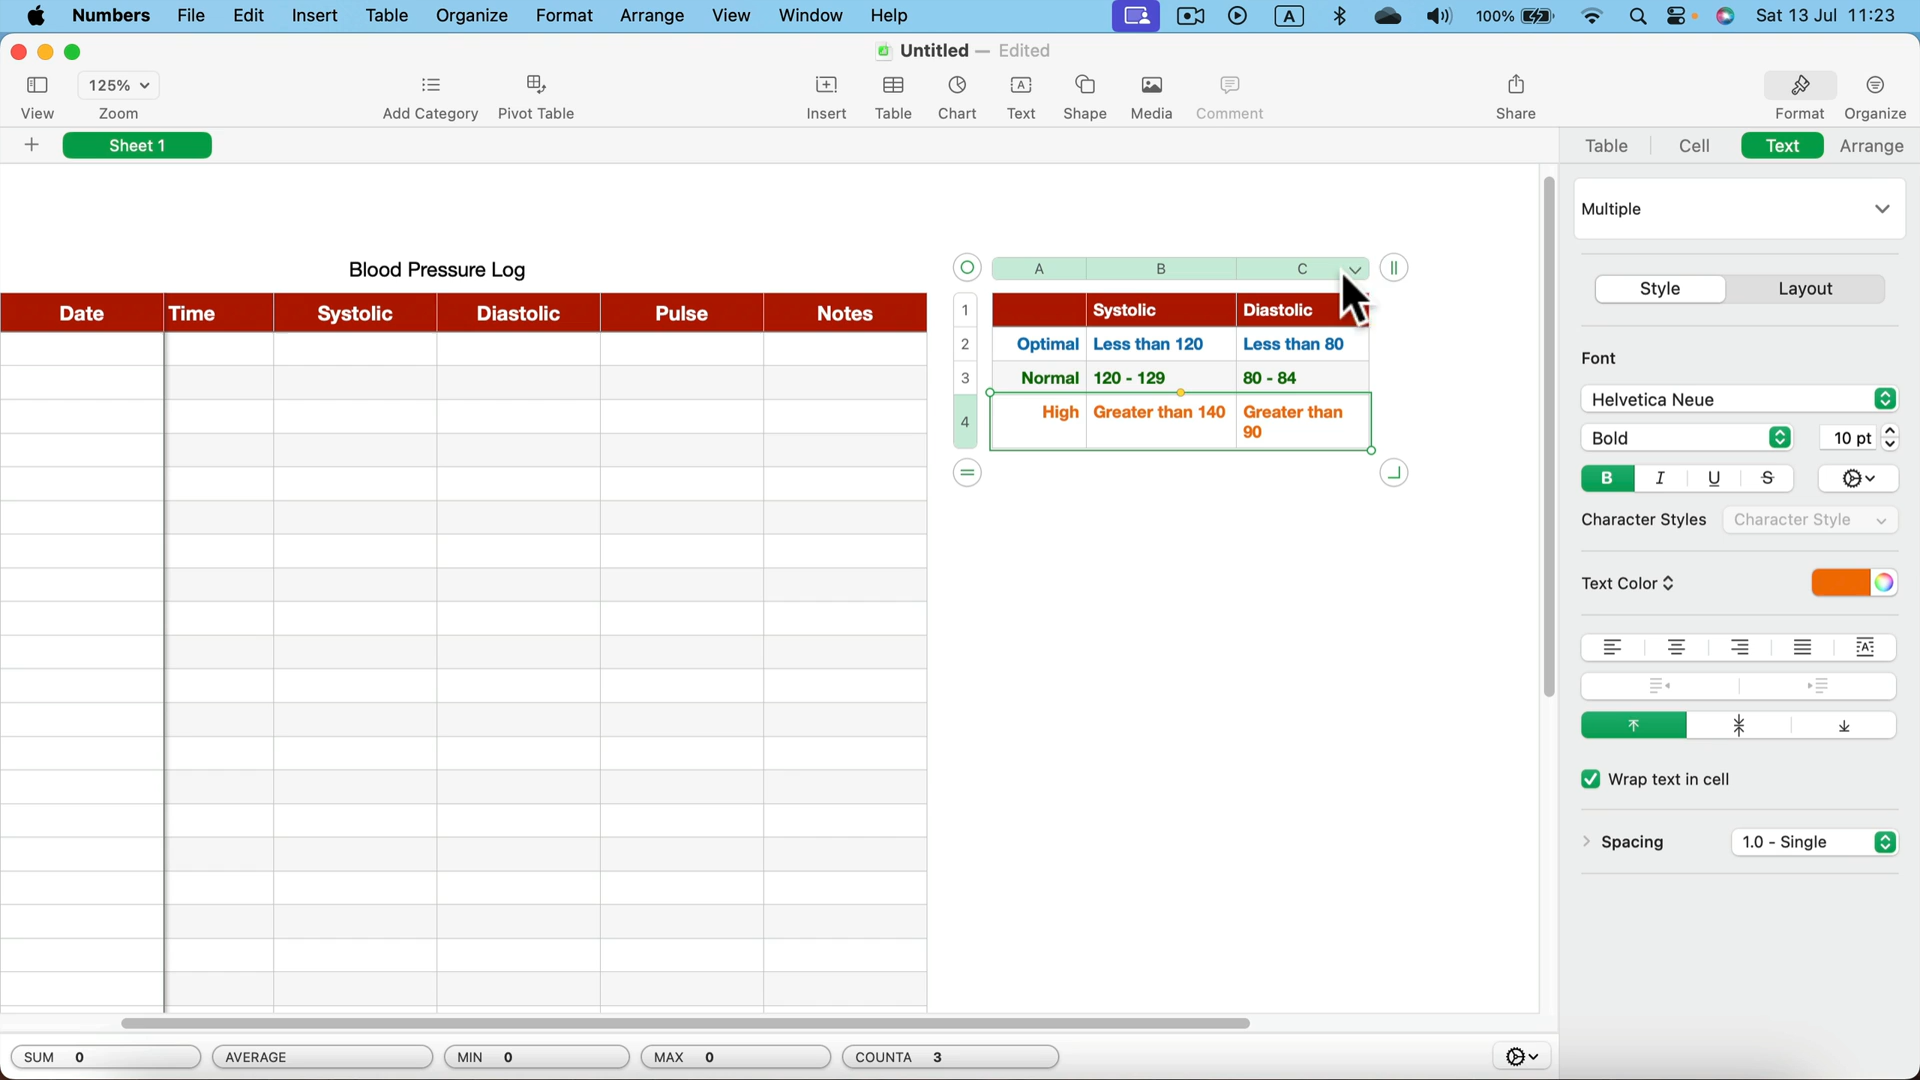 Numbers File Edit Insert Table Organize Format Arrange View Window Help A 100% Sat 13 Jul 11:23
Untitled — Edited
125%
View Zoom Add Category Pivot Table Insert Table Chart Text Shape Media Comment Share Format Organize
Sheet 1
Table Cell Text Arrange
Multiple
Style Layout
Blood Pressure Log
Date Time Systolic Diastolic Pulse Notes
A B C
1 Systolic Diastolic
2 Optimal Less than 120 Less than 80
3 Normal 120 - 129 80 - 84
4 High Greater than 140 Greater than
90
Font
Helvetica Neue
Bold 10 pt
B I U S
Character Styles Character Style
Text Color
Wrap text in cell
Spacing 1.0 - Single
SUM 0 AVERAGE MIN 0 MAX 0 COUNTA 3